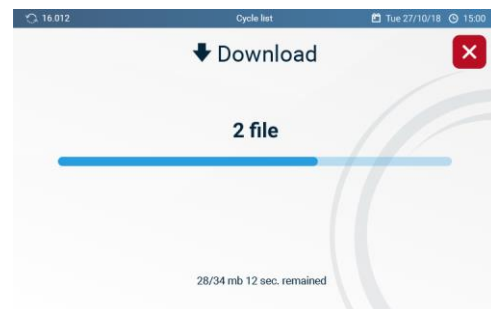 16.012 Cycle list Tue 27/10/18 15:00
Download
2 file
28/34 mb 12 sec. remained